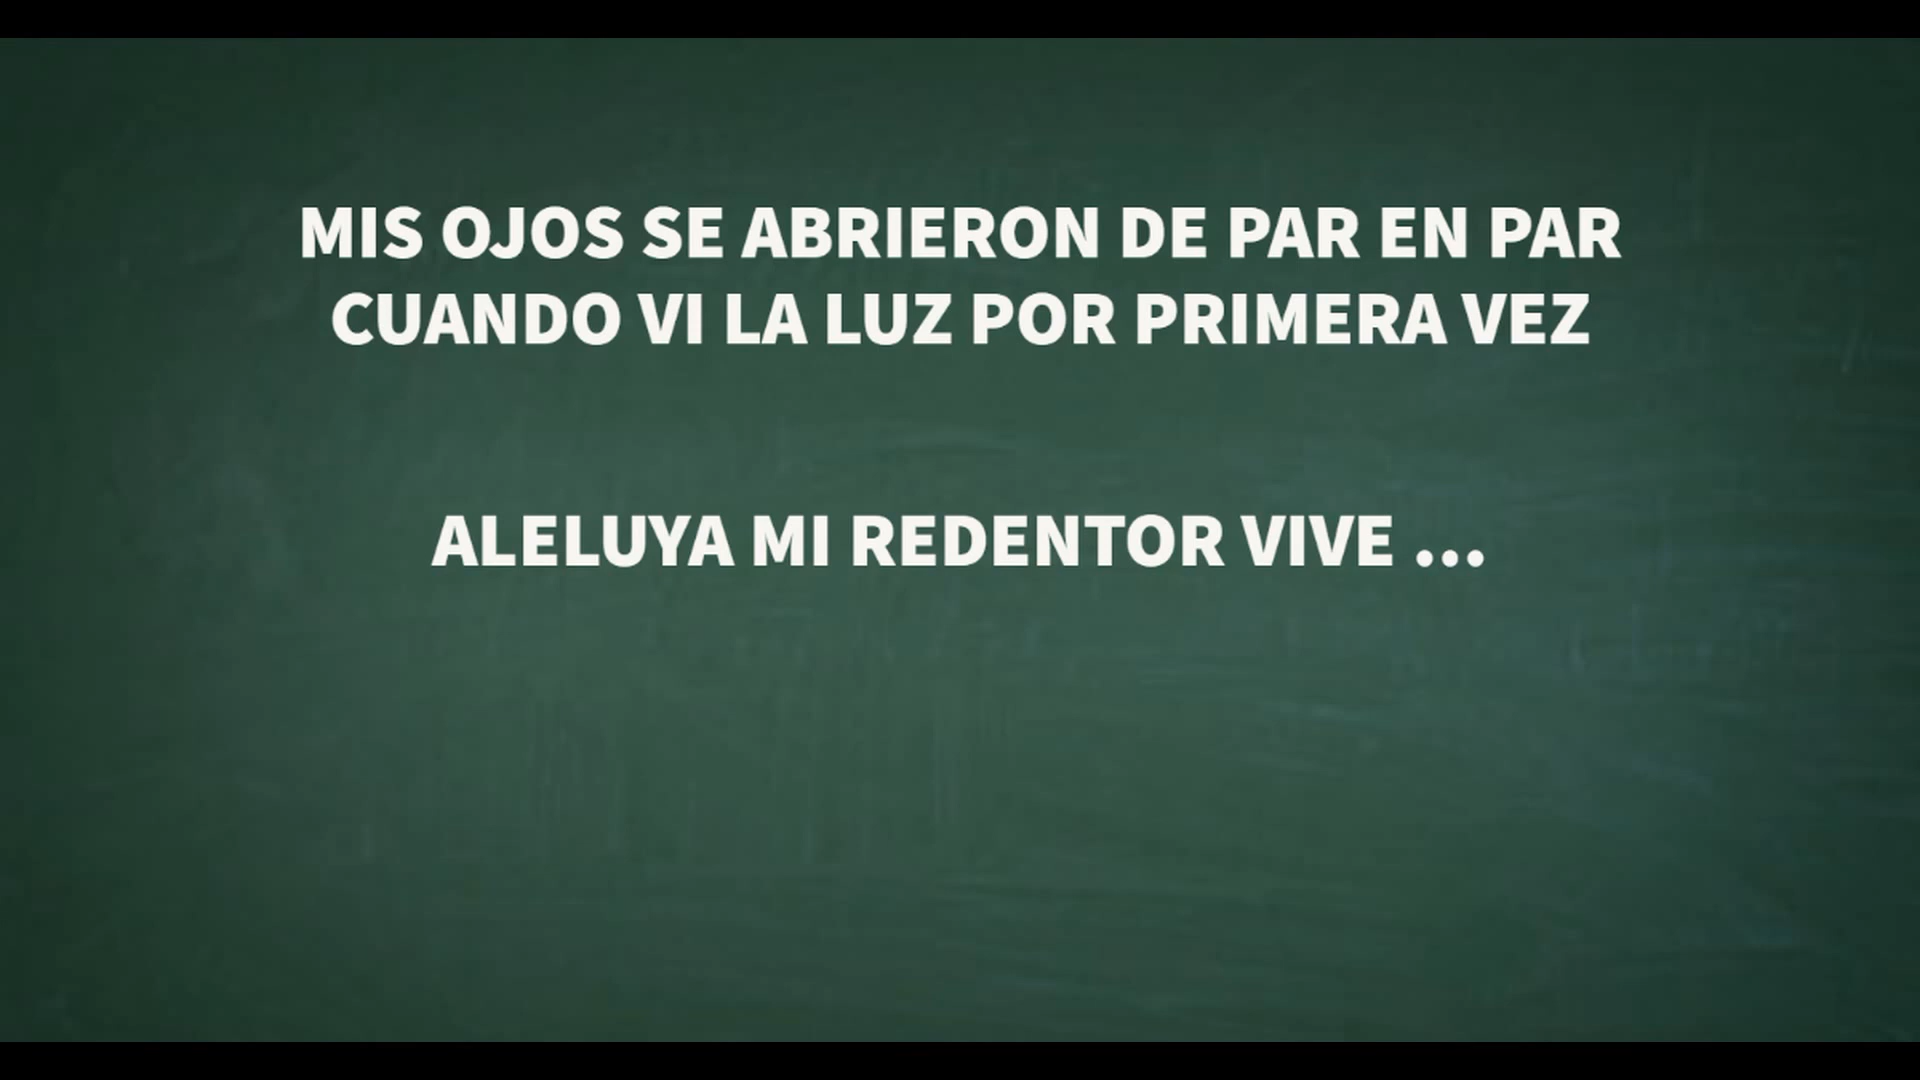 MIS OJOS SE ABRIERON DE PAR EN PAR
CUANDO VI LA LUZ POR PRIMERA VEZ
ALELUYA MI REDENTOR VIVE ...